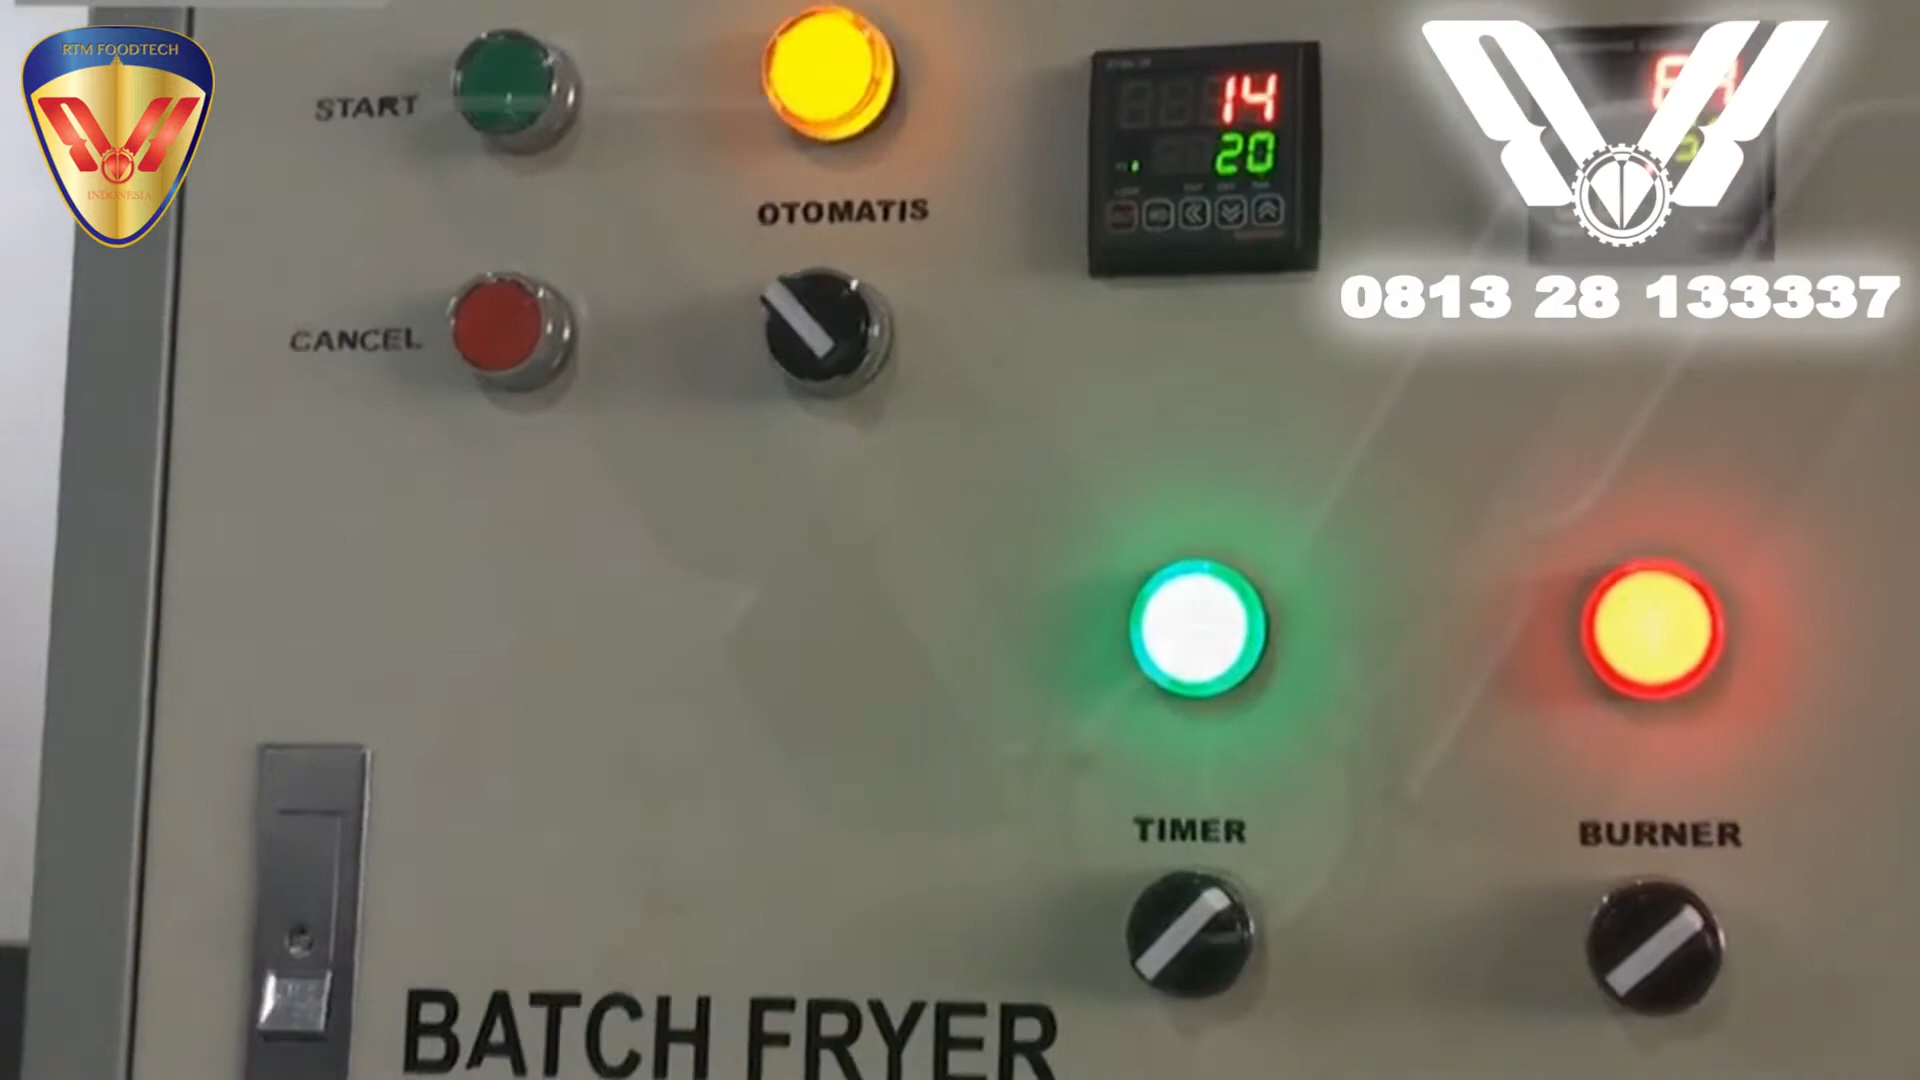 RTM FOODTECH
INDONESIA
START
14
20
OTOMATIS
0813 28 133337
CANCEL
TIMER
BURNER
BATCH FRYER